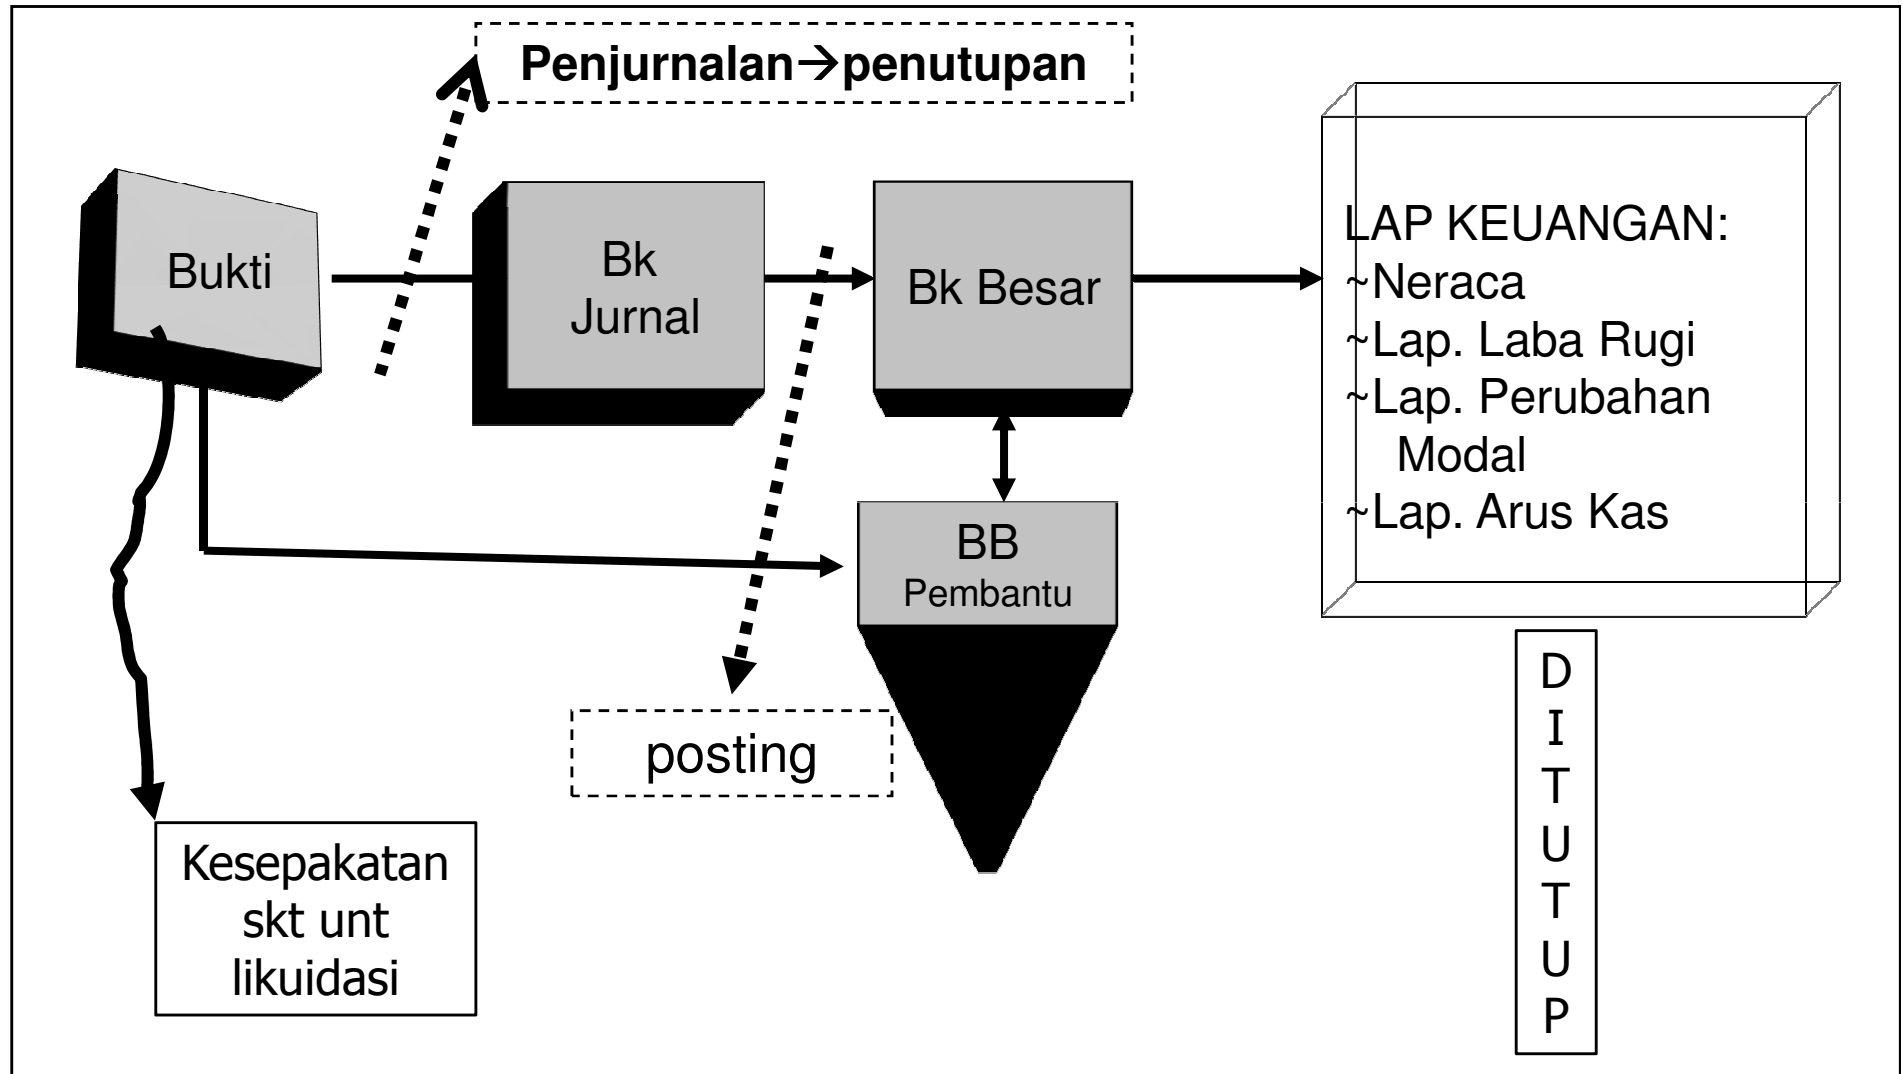 Penjurnalan→penutupan
Bukti
Bk
Jurnal
Bk Besar
LAP KEUANGAN:
~Neraca
~Lap. Laba Rugi
~Lap. Perubahan
Modal
~Lap. Arus Kas
BB
Pembantu
posting
Kesepakatan
skt unt
likuidasi
D
I
T
U
T
U
P